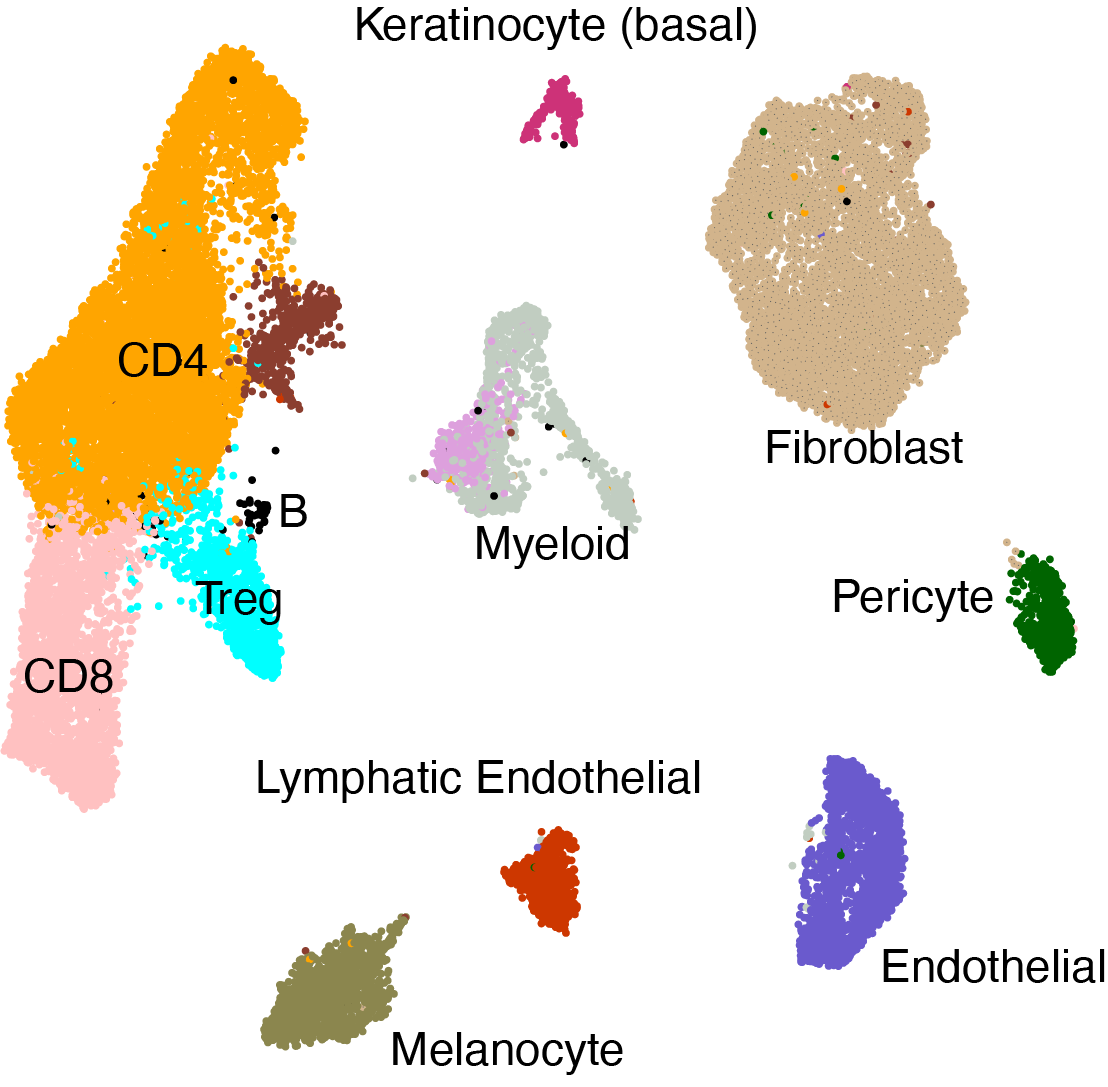 Keratinocyte (basal)
CD4
Fibroblast
B
Myeloid
Treg
Pericyte
CD8
Lymphatic Endothelial
Endothelial
Melanocyte